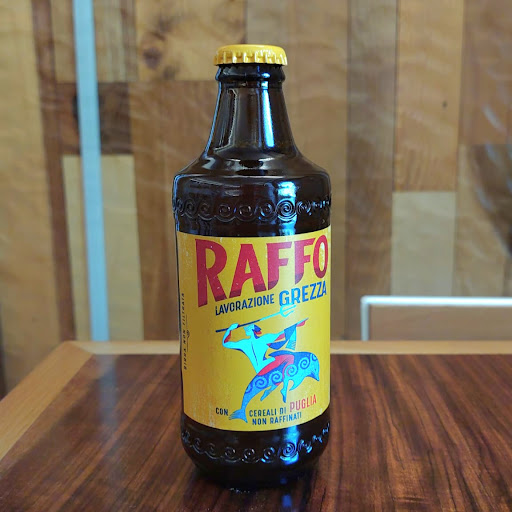 RAFFO
LAVORAZIONE GREZZA
CON CEREALI DI PUGLIA
NON RAFFINATI